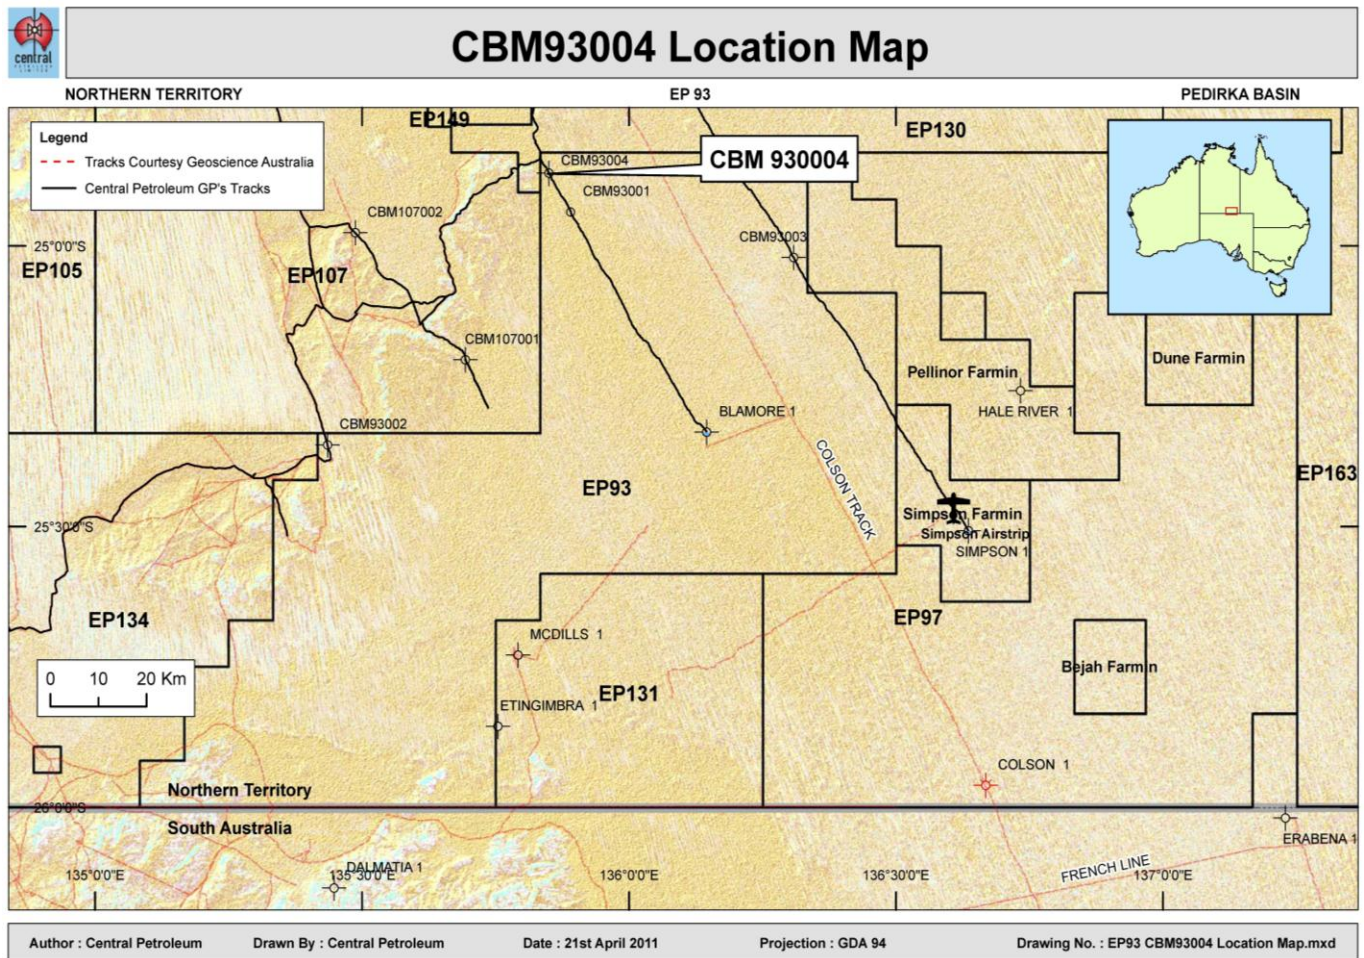 central
CBM93004 Location Map
NORTHERN TERRITORY
EP 93
PEDIRKA BASIN
Legend
Tracks Courtesy Geoscience Australia
Central Petroleum GP's Tracks
EP149
EP130
CBM93004
CBM 930004
CBM93001
CBM107002
CBM93003
25°0'0"S
EP105
EP107
CBM107001
Dune Farmin
Pellinor Farmin
HALE RIVER 1
BLAMORE 1
CBM93002
COLSON TRACK
EP93
EP163
25°30'0"S
Simpson Farmin
Simpson Airstrip
SIMPSON 1
EP134
EP97
MCDILLS 1
0 10 20 Km
EP131
Bejah Farmin
ETINGIMBRA 1
COLSON 1
Northern Territory
26°0'0"S
South Australia
ERABENA 1
DALMATIA 1
FRENCH LINE
135°0'0"E
135°30'0"E
136°0'0"E
136°30'0"E
137°0'0"E
Author : Central Petroleum
Drawn By : Central Petroleum
Date : 21st April 2011
Projection : GDA 94
Drawing No. : EP93 CBM93004 Location Map.mxd